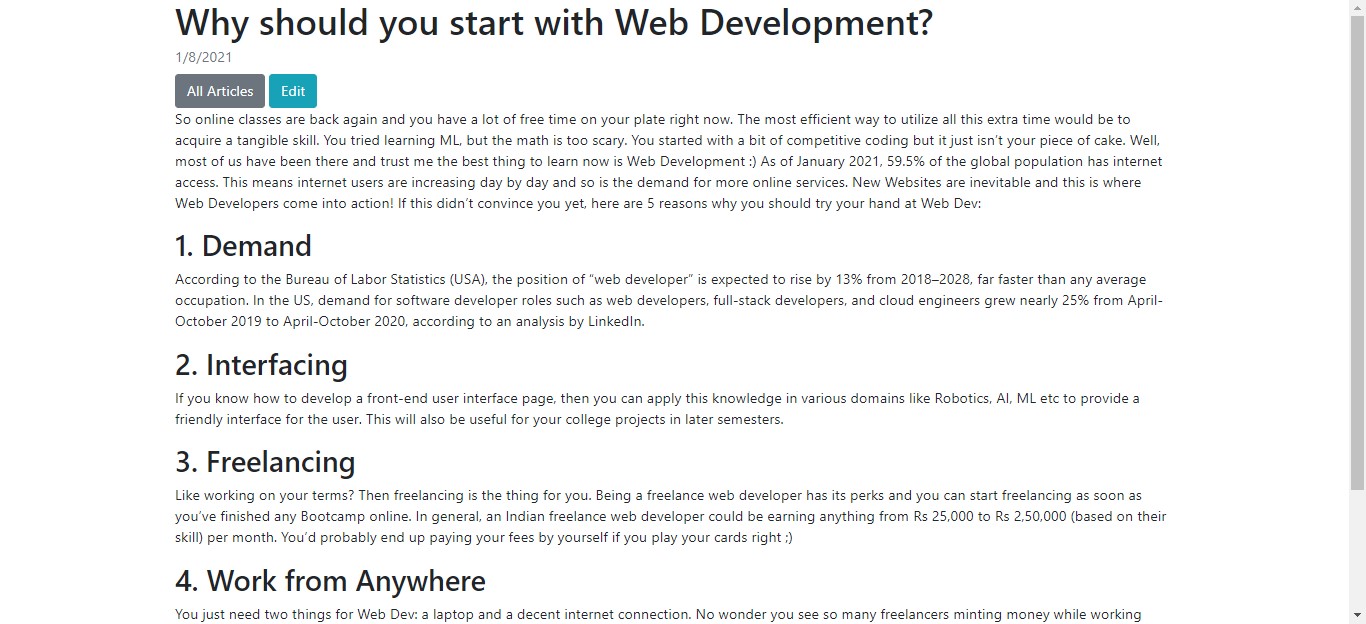 Why should you start with Web Development?
1/8/2021
All Articles Edit
So online classes are back again and you have a lot of free time on your plate right now. The most efficient way to utilize all this extra time would be to
acquire a tangible skill. You tried learning ML, but the math is too scary. You started with a bit of competitive coding but it just isn’t your piece of cake. Well,
most of us have been there and trust me the best thing to learn now is Web Development :) As of January 2021, 59.5% of the global population has internet
access. This means internet users are increasing day by day and so is the demand for more online services. New Websites are inevitable and this is where
Web Developers come into action! If this didn’t convince you yet, here are 5 reasons why you should try your hand at Web Dev:
1. Demand
According to the Bureau of Labor Statistics (USA), the position of “web developer” is expected to rise by 13% from 2018–2028, far faster than any average
occupation. In the US, demand for software developer roles such as web developers, full-stack developers, and cloud engineers grew nearly 25% from April-
October 2019 to April-October 2020, according to an analysis by LinkedIn.
2. Interfacing
If you know how to develop a front-end user interface page, then you can apply this knowledge in various domains like Robotics, AI, ML etc to provide a
friendly interface for the user. This will also be useful for your college projects in later semesters.
3. Freelancing
Like working on your terms? Then freelancing is the thing for you. Being a freelance web developer has its perks and you can start freelancing as soon as
you’ve finished any Bootcamp online. In general, an Indian freelance web developer could be earning anything from Rs 25,000 to Rs 2,50,000 (based on their
skill) per month. You’d probably end up paying your fees by yourself if you play your cards right ;)
4. Work from Anywhere
You just need two things for Web Dev: a laptop and a decent internet connection. No wonder you see so many freelancers minting money while working